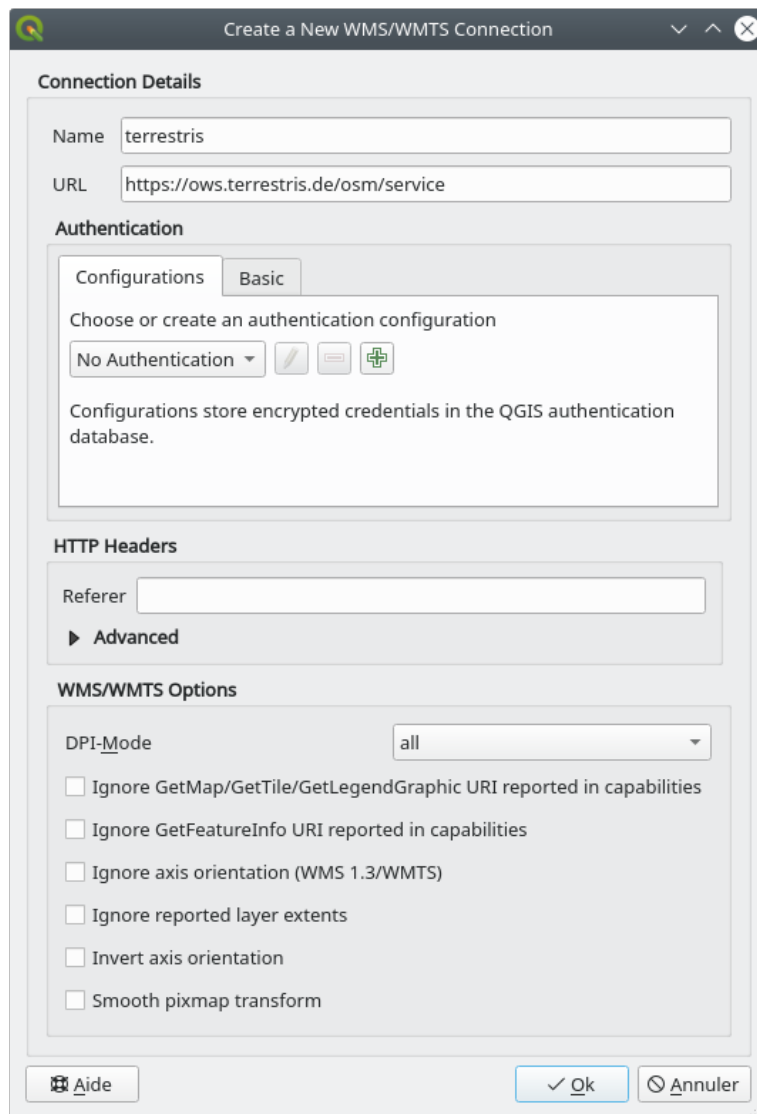 Create a New WMS/WMTS Connection
Connection Details
Name terrestris
URL https://ows.terrestris.de/osm/service
Authentication
Configurations Basic
Choose or create an authentication configuration
No Authentication
Configurations store encrypted credentials in the QGIS authentication
database.
HTTP Headers
Referer
Advanced
WMS/WMTS Options
DPI-Mode all
Ignore GetMap/GetTile/GetLegendGraphic URI reported in capabilities
Ignore GetFeatureInfo URI reported in capabilities
Ignore axis orientation (WMS 1.3/WMTS)
Ignore reported layer extents
Invert axis orientation
Smooth pixmap transform
Aide Ok Annuler